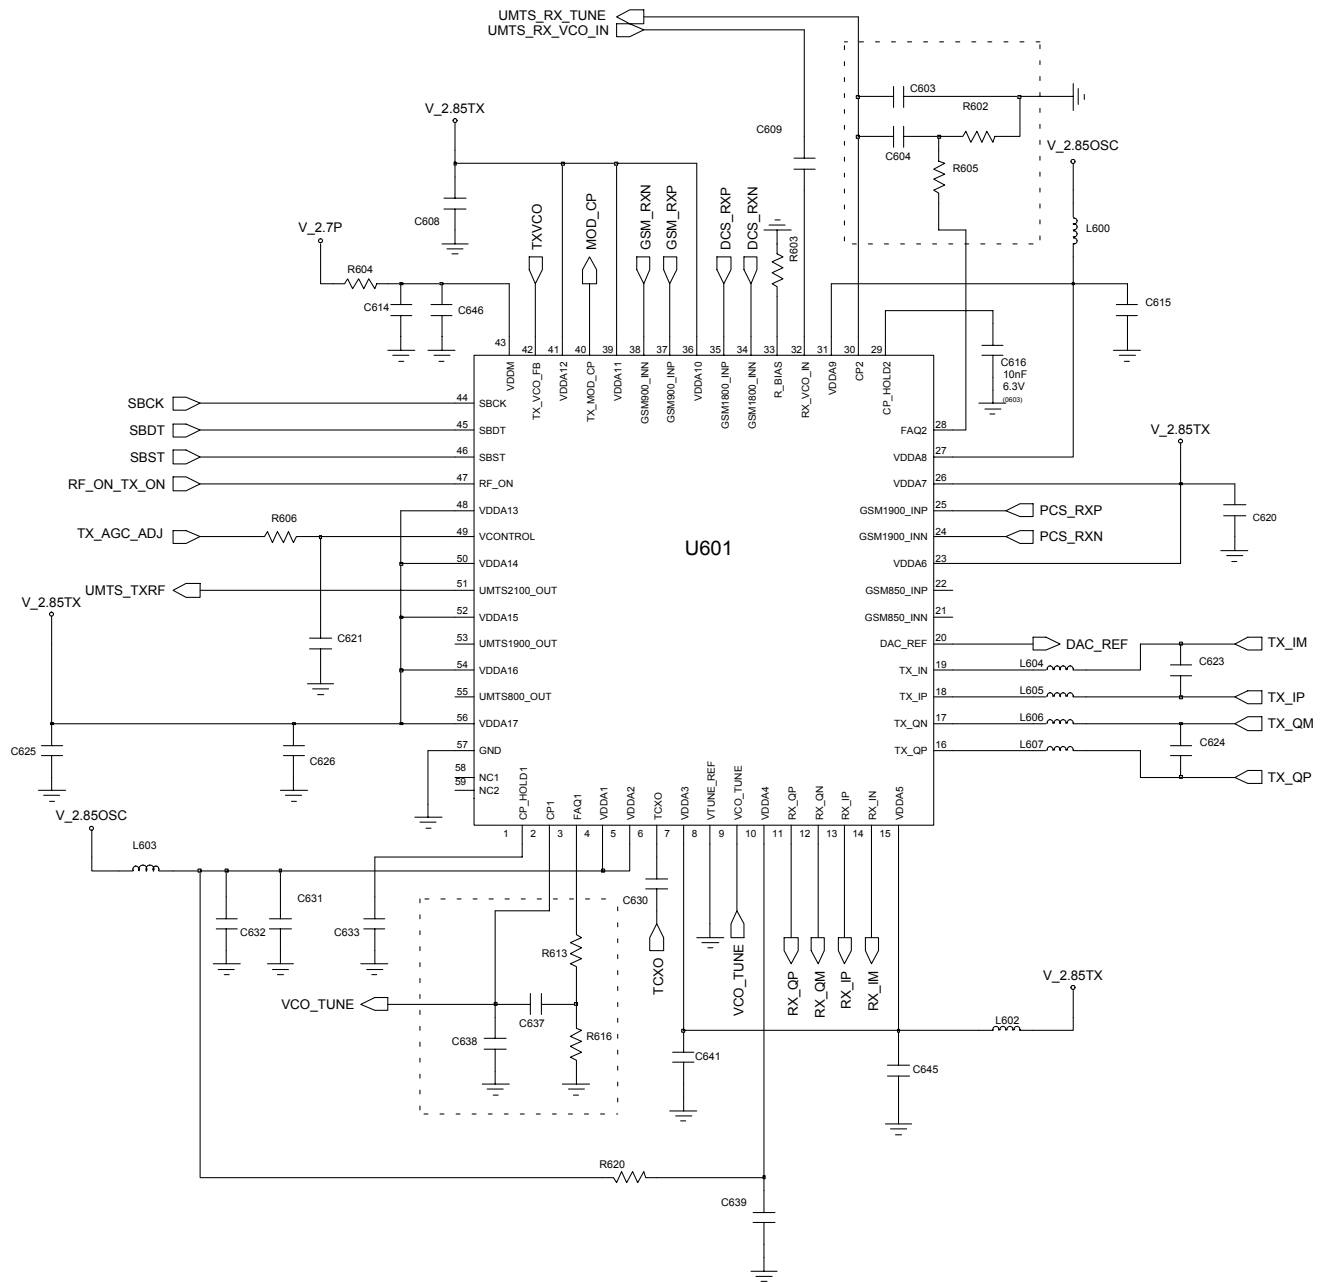 UMTS_RX_TUNE
UMTS_RX_VCO_IN
C603
R602
C604
R605
V_2.85TX
C609
V_2.85OSC
C608
V_2.7P
R604
C614
C646
TXVCO
MOD_CP
GSM_RXN
GSM_RXP
DCS_RXP
DCS_RXN
R603
L600
C615
C616
10nF
6.3V
(0603)
43 42 41 40 39 38 37 36 35 34 33 32 31 30 29
VDDM
TX_VCO_FB
VDDA12
TX_MOD_CP
VDDA11
GSM900_INN
GSM900_INP
VDDA10
GSM1800_INP
GSM1800_INN
R_BIAS
RX_VCO_IN
VDDA9
CP2
CP_HOLD2
SBCK 44 SBCK
SBDT 45 SBDT
SBST 46 SBST
RF_ON_TX_ON 47 RF_ON
48 VDDA13
TX_AGC_ADJ R606 49 VCONTROL
50 VDDA14
UMTS_TXRF 51 UMTS2100_OUT
V_2.85TX
52 VDDA15
C621
53 UMTS1900_OUT
54 VDDA16
55 UMTS800_OUT
56 VDDA17
C625
C626
57 GND
58 NC1
59 NC2
U601
FAQ2 28
VDDA8 27
V_2.85TX
VDDA7 26
GSM1900_INP 25 PCS_RXP
C620
GSM1900_INN 24 PCS_RXN
VDDA6 23
GSM850_INP 22
GSM850_INN 21
DAC_REF 20 DAC_REF
TX_IM
TX_IN 19 L604
C623
TX_IP 18 L605 TX_IP
TX_QN 17 L606 TX_QM
C624
TX_QP 16 L607
TX_QP
CP_HOLD1
CP1
FAQ1
VDDA1
VDDA2
TCXO
VDDA3
VTUNE_REF
VCO_TUNE
VDDA4
RX_QP
RX_QN
RX_IP
RX_IN
VDDA5
1 2 3 4 5 6 7 8 9 10 11 12 13 14 15
V_2.85OSC
L603
C631
C632
C633
C630
R613
TCXO
VCO_TUNE
RX_QP
RX_QM
RX_IP
RX_IM
VCO_TUNE
C637
C638
R616
C641
V_2.85TX
L602
C645
R620
C639